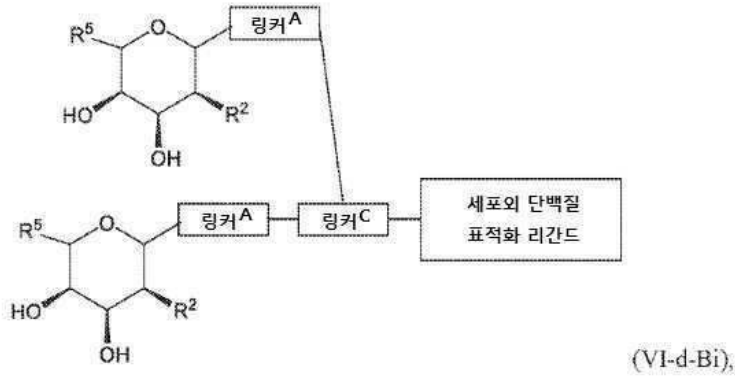 R5 O 링커A
HO R2
OH
세포외 단백질
표적화 리간드
R5 O 링커A 링커C
HO R2
OH
(VI-d-Bi),